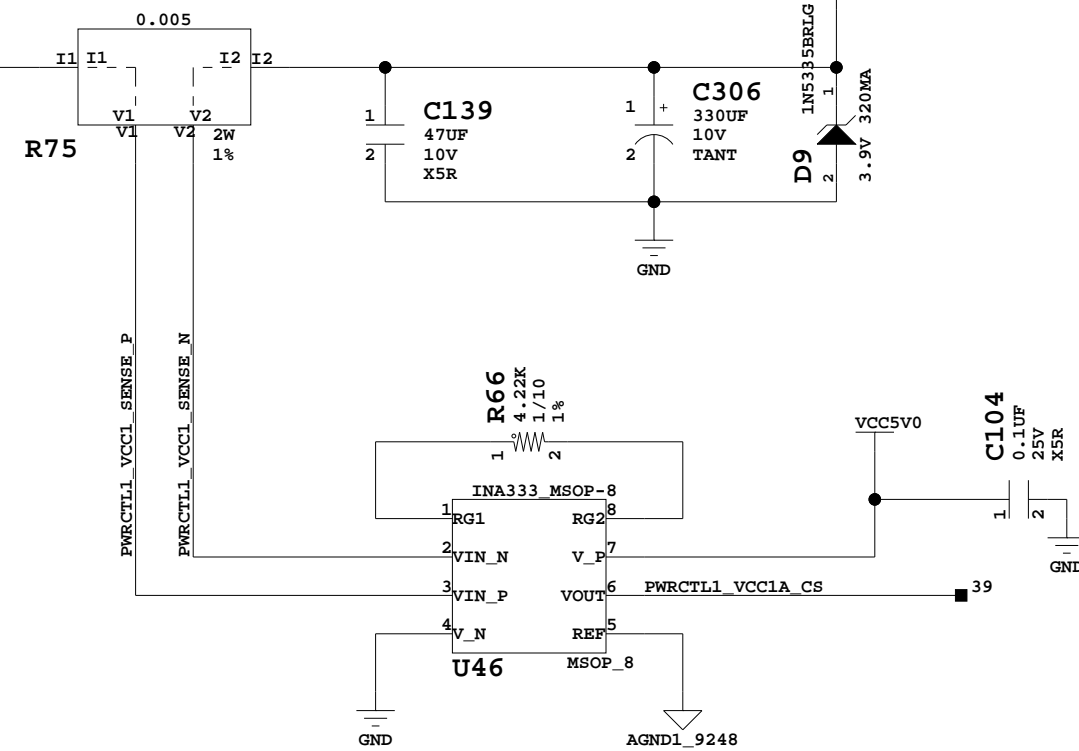 0.005
I1 I1 I2 I2
V1 V2
V1 V2
R75
2W
1%
C139
1
47UF
10V
2
X5R
C306
1 +
330UF
10V
2
TANT
1N5335BRLG
1
320MA
D9
2
3.9V
GND
PWRCTL1_VCC1_SENSE_P
PWRCTL1_VCC1_SENSE_N
R66
4.22K
1/10
1%
1 2
VCC5V0
C104
0.1UF
25V
X5R
1 2
GND
INA333_MSOP-8
1 RG1 RG2 8
2 VIN_N V_P 7
3 VIN_P VOUT 6 PWRCTL1_VCC1A_CS 39
4 V_N REF 5
U46 MSOP_8
GND
AGND1_9248